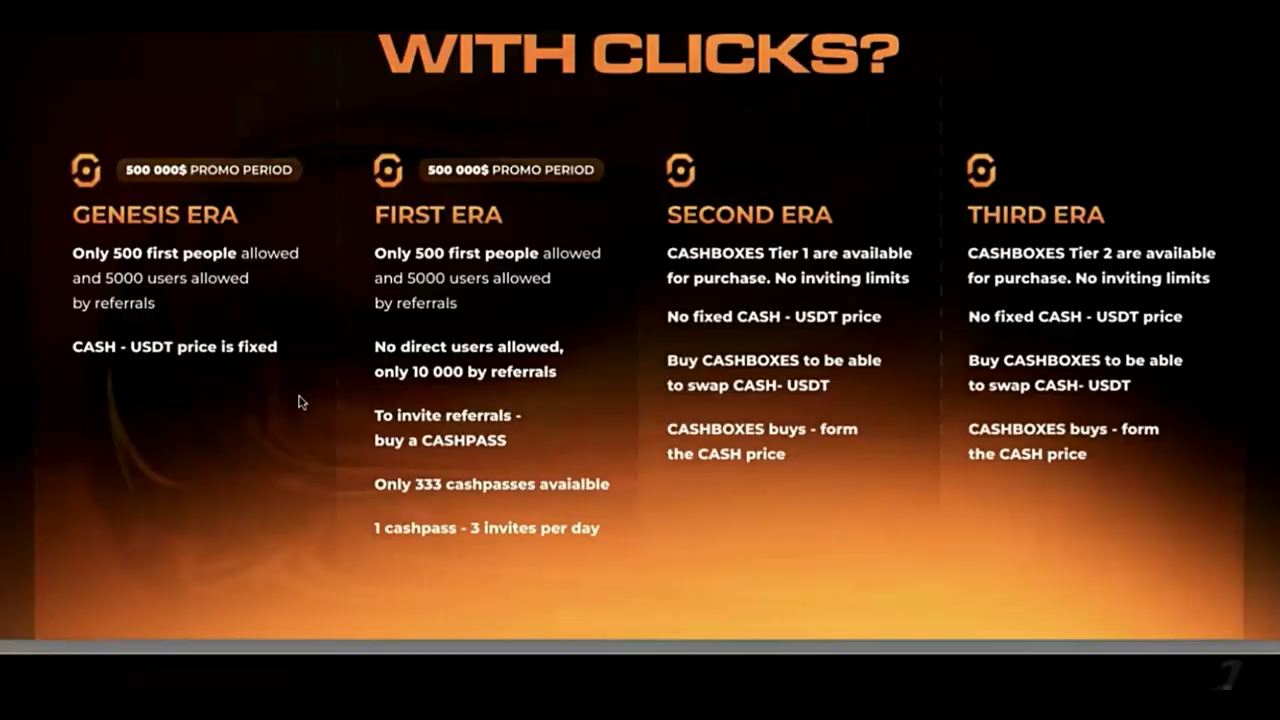 WITH CLICKS?
500 000$ PROMO PERIOD
GENESIS ERA
Only 500 first people allowed
and 5000 users allowed
by referrals
CASH - USDT price is fixed
500 000$ PROMO PERIOD
FIRST ERA
Only 500 first people allowed
and 5000 users allowed
by referrals
No direct users allowed,
only 10 000 by referrals
To invite referrals -
buy a CASHPASS
Only 333 cashpasses avaialble
1 cashpass - 3 invites per day
SECOND ERA
CASHBOXES Tier 1 are available
for purchase. No inviting limits
No fixed CASH - USDT price
Buy CASHBOXES to be able
to swap CASH- USDT
CASHBOXES buys - form
the CASH price
THIRD ERA
CASHBOXES Tier 2 are available
for purchase. No inviting limits
No fixed CASH - USDT price
Buy CASHBOXES to be able
to swap CASH- USDT
CASHBOXES buys - form
the CASH price